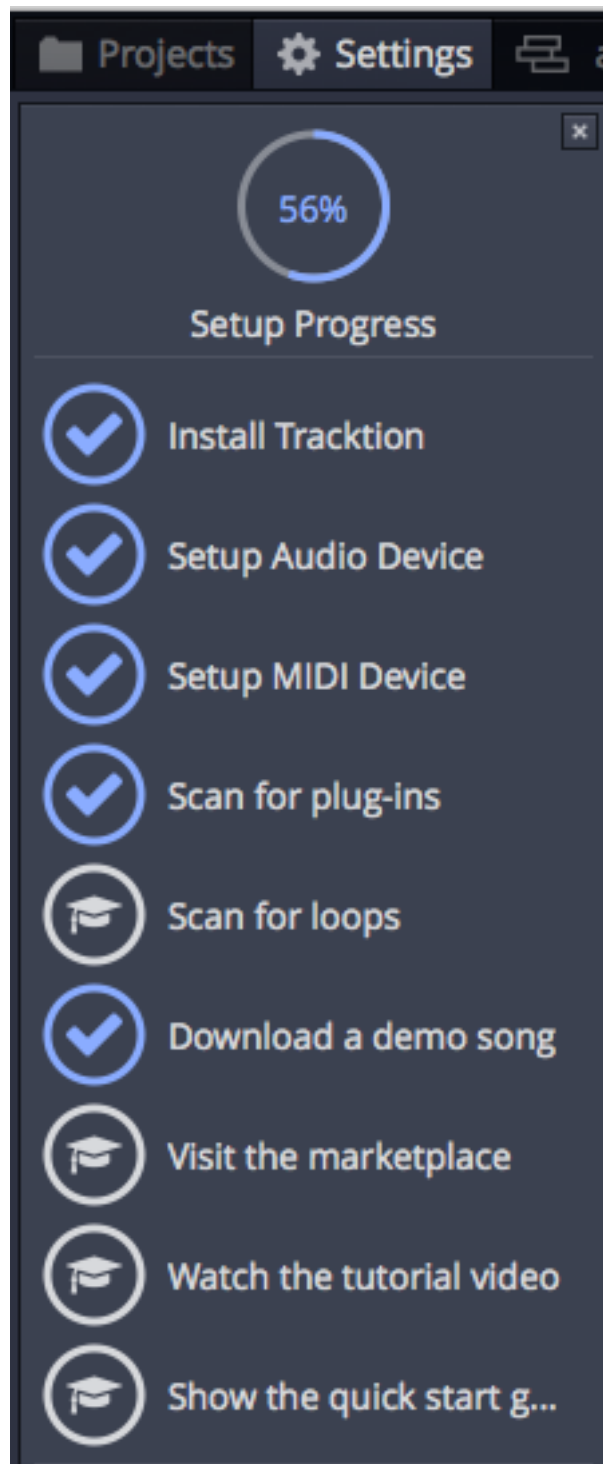 Projects Settings a
56%
Setup Progress
Install Tracktion
Setup Audio Device
Setup MIDI Device
Scan for plug-ins
Scan for loops
Download a demo song
Visit the marketplace
Watch the tutorial video
Show the quick start g...